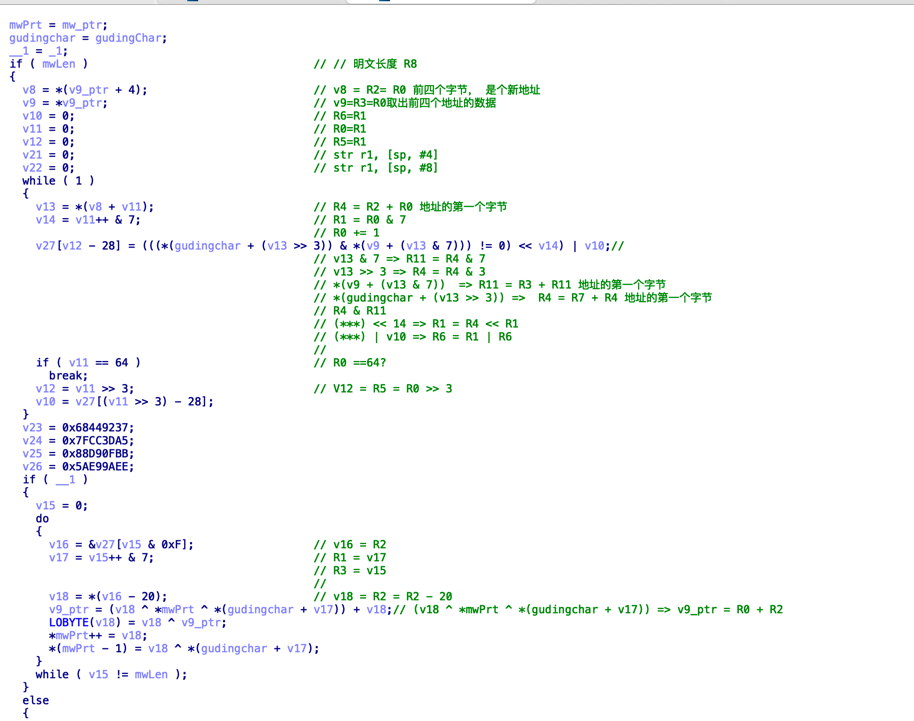 mwPrt = mw_ptr;
gudingchar = gudingChar;
__1 = _1;
if ( mwLen ) // // 明文长度 R8
{
v8 = *(v9_ptr + 4); // v8 = R2= R0 前四个字节， 是个新地址
v9 = *v9_ptr; // v9=R3=R0取出前四个地址的数据
v10 = 0; // R6=R1
v11 = 0; // R0=R1
v12 = 0; // R5=R1
v21 = 0; // str r1, [sp, #4]
v22 = 0; // str r1, [sp, #8]
while ( 1 )
{
v13 = *(v8 + v11); // R4 = R2 + R0 地址的第一个字节
v14 = v11++ & 7; // R1 = R0 & 7
// R0 += 1
v27[v12 - 28] = (((*(gudingchar + (v13 >> 3)) & *(v9 + (v13 & 7))) != 0) << v14) | v10;//
// v13 & 7 => R11 = R4 & 7
// v13 >> 3 => R4 = R4 & 3
// *(v9 + (v13 & 7))  => R11 = R3 + R11 地址的第一个字节
// *(gudingchar + (v13 >> 3)) =>  R4 = R7 + R4 地址的第一个字节
// R4 & R11
// (***) << 14 => R1 = R4 << R1
// (***) | v10 => R6 = R1 | R6
//
if ( v11 == 64 ) // R0 ==64?
break;
v12 = v11 >> 3; // V12 = R5 = R0 >> 3
v10 = v27[(v11 >> 3) - 28];
}
v23 = 0x68449237;
v24 = 0x7FCC3DA5;
v25 = 0x88D90FBB;
v26 = 0x5AE99AEE;
if ( __1 )
{
v15 = 0;
do
{
v16 = &v27[v15 & 0xF]; // v16 = R2
v17 = v15++ & 7; // R1 = v17
// R3 = v15
//
v18 = *(v16 - 20); // v18 = R2 = R2 - 20
v9_ptr = (v18 ^ *mwPrt ^ *(gudingchar + v17)) + v18;// (v18 ^ *mwPrt ^ *(gudingchar + v17)) => v9_ptr = R0 + R2
LOBYTE(v18) = v18 ^ v9_ptr;
*mwPrt++ = v18;
*(mwPrt - 1) = v18 ^ *(gudingchar + v17);
}
while ( v15 != mwLen );
}
else
{